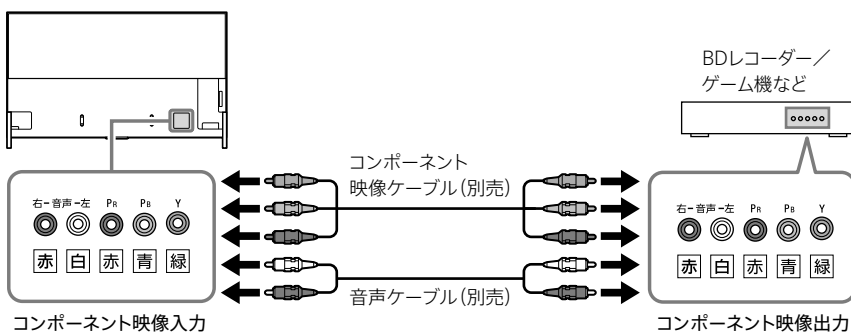 BDレコーダー／
ゲーム機など
コンポーネント
映像ケーブル（別売）
右-音声-左 PR PB Y
赤 白 赤 青 緑
コンポーネント映像入力
音声ケーブル（別売）
右-音声-左 PR PB Y
赤 白 赤 青 緑
コンポーネント映像出力